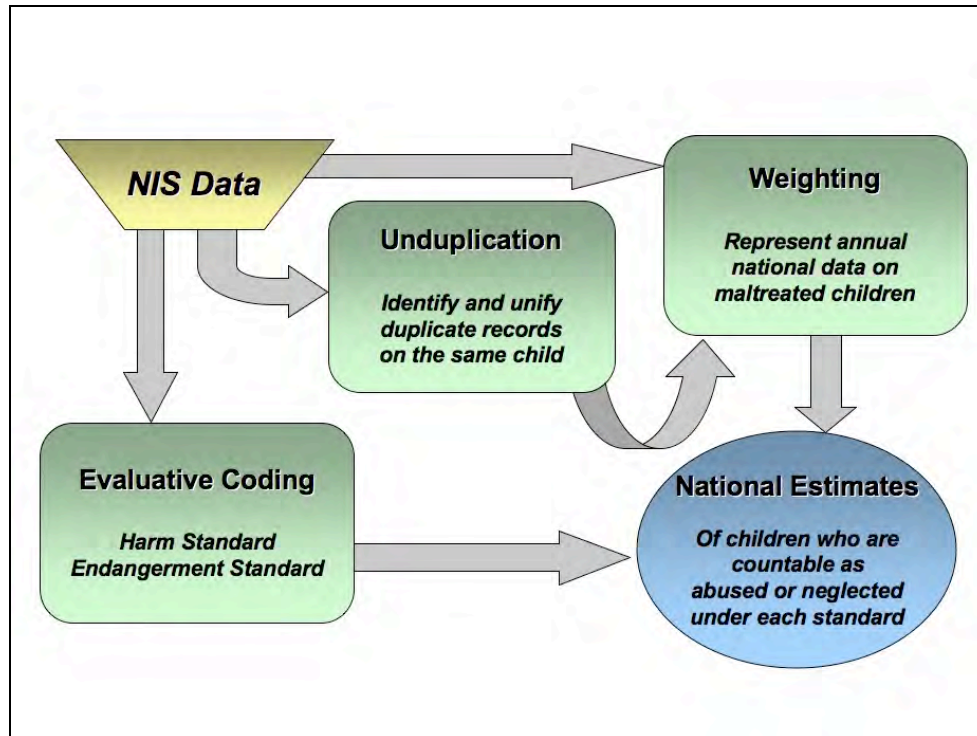 NIS Data
Unduplication
Identify and unify
duplicate records
on the same child
Weighting
Represent annual
national data on
maltreated children
Evaluative Coding
Harm Standard
Endangerment Standard
National Estimates
Of children who are
countable as
abused or neglected
under each standard